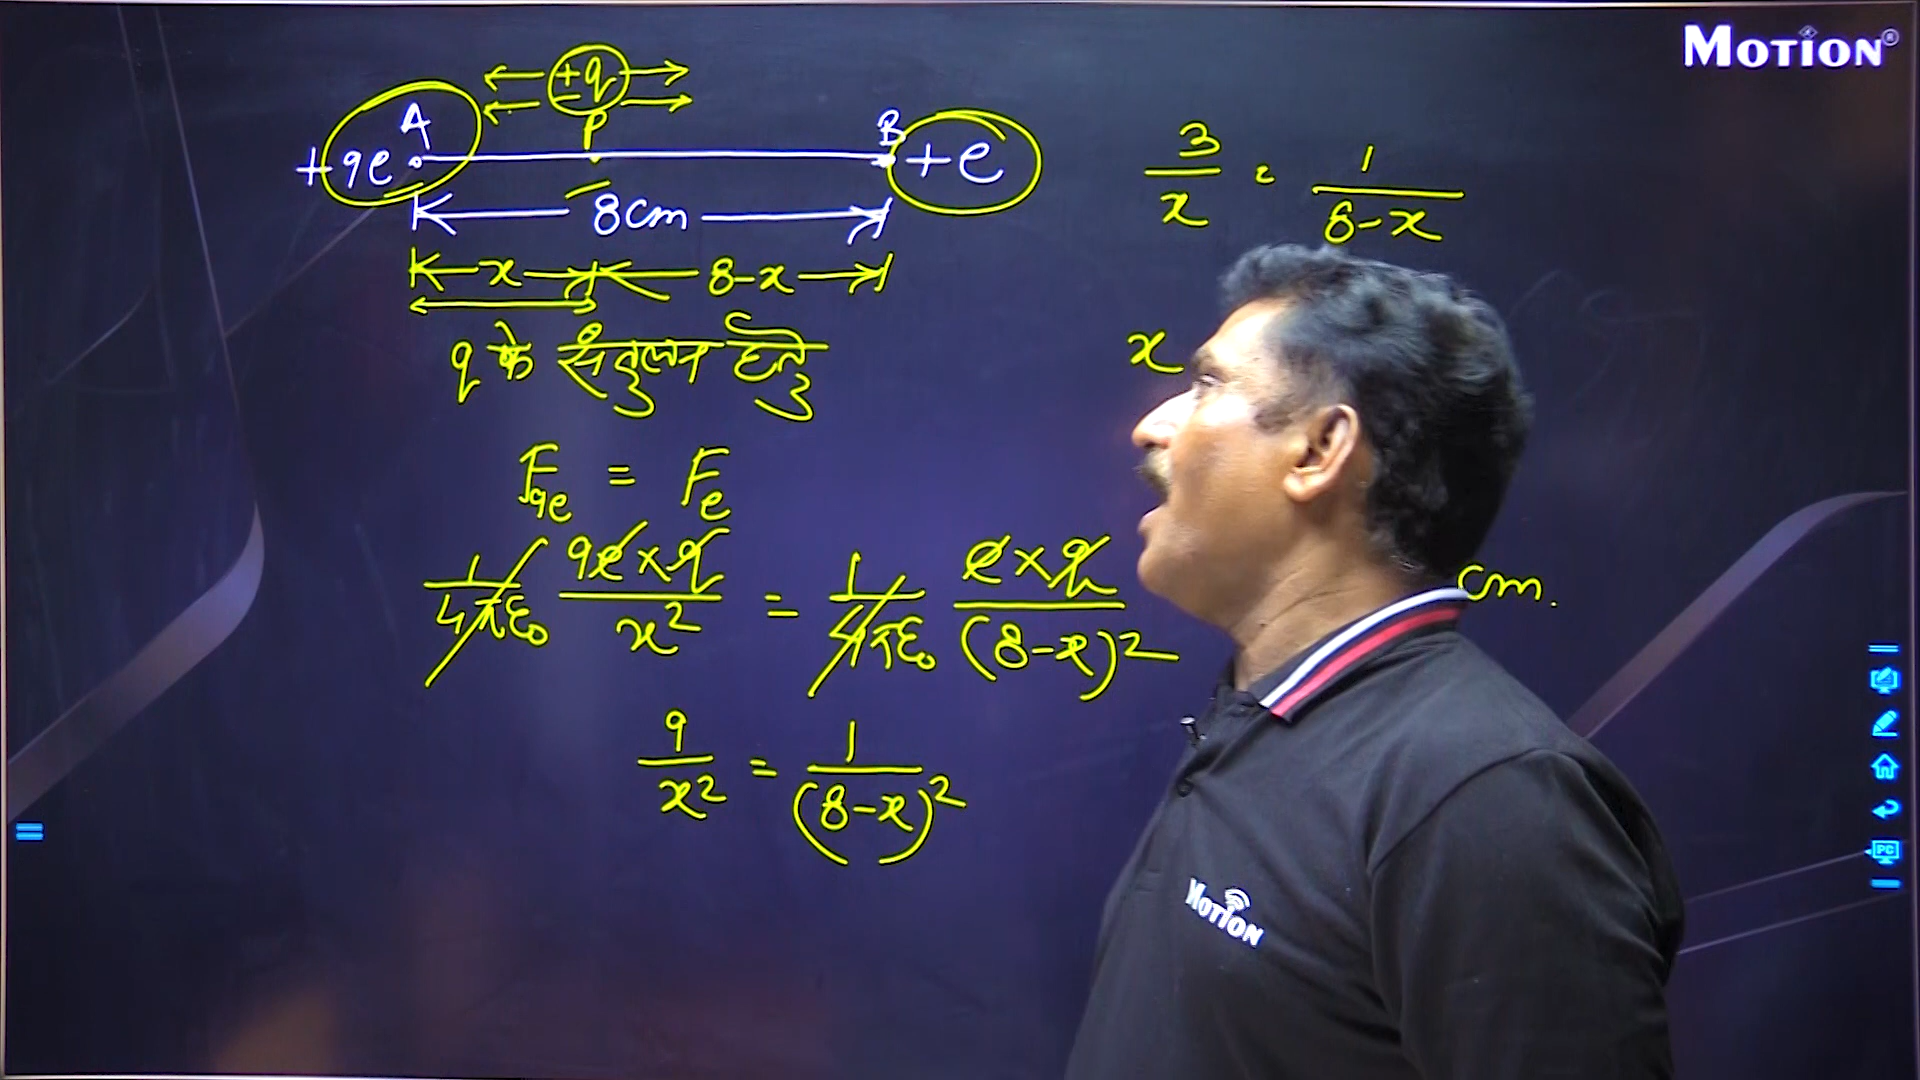 MOTION®
+q
A
P
B
+9e
+e
8cm
x
8-x
q के संतुलन हेतु
F9e = Fe
1/4πε₀ 9e×q/x² = 1/4πε₀ e×q/(8-x)²
9/x² = 1/(8-x)²
3/x = 1/8-x
x
cm.
MOTION
PC